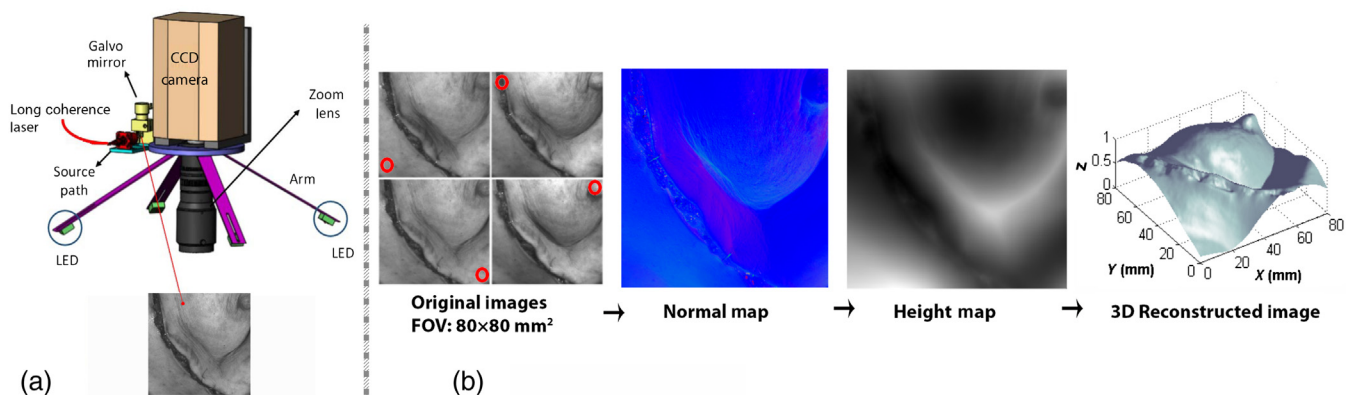 Galvo
mirror
CCD
camera
Zoom
lens
Long coherence
laser
Source
path
Arm
LED
LED
(a)
Original images
FOV: 80×80 mm²
Normal map
Height map
3D Reconstructed image
1
0.5
0
Z
80
60
40
20
0
Y (mm)
0
20
40
60
80
X (mm)
(b)